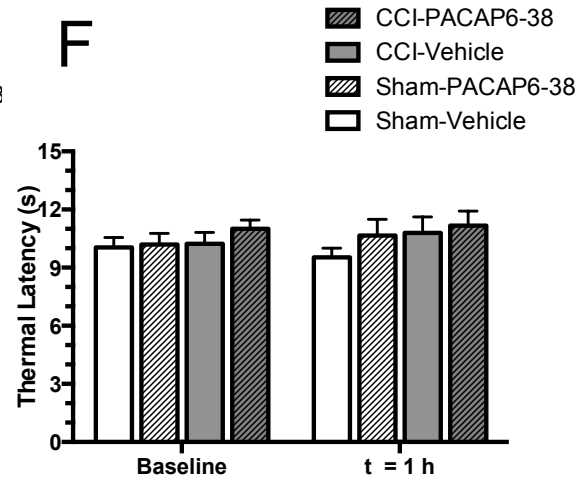 F
CCI-PACAP6-38
CCI-Vehicle
Sham-PACAP6-38
Sham-Vehicle
Thermal Latency (s)
15
12
9
6
3
0
Baseline
t = 1 h